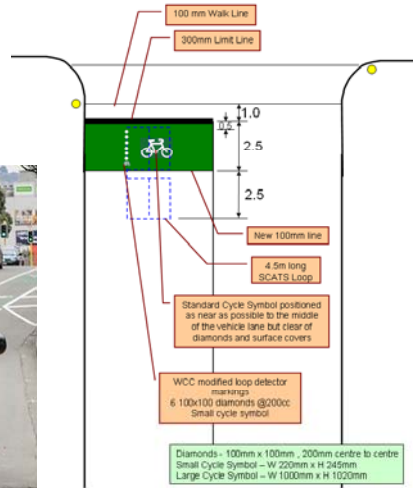 100 mm Walk Line
300mm Limit Line
1.0
0.5
2.5
2.5
New 100mm line
4.5m long
SCATS Loop
Standard Cycle Symbol positioned
as near as possible to the middle
of the vehicle lane but clear of
diamonds and surface covers
WCC modified loop detector
markings
6 100x100 diamonds @200cc
Small cycle symbol
Diamonds - 100mm x 100mm , 200mm centre to centre
Small Cycle Symbol – W 220mm x H 245mm
Large Cycle Symbol – W 1000mm x H 1020mm